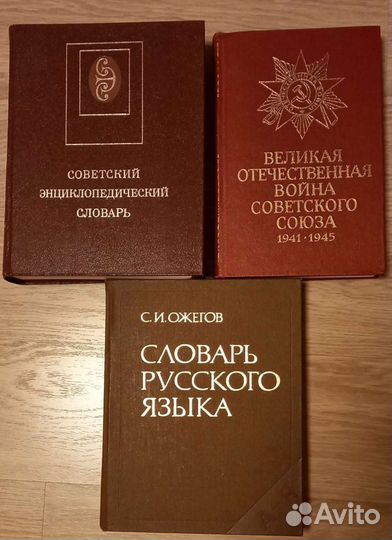 СОВЕТСКИЙ
ЭНЦИКЛОПЕДИЧЕСКИЙ
СЛОВАРЬ
ВЕЛИКАЯ
ОТЕЧЕСТВЕННАЯ
ВОЙНА
СОВЕТСКОГО
СОЮЗА
1941 · 1945
С. И. ОЖЕГОВ
СЛОВАРЬ
РУССКОГО
ЯЗЫКА
Avito